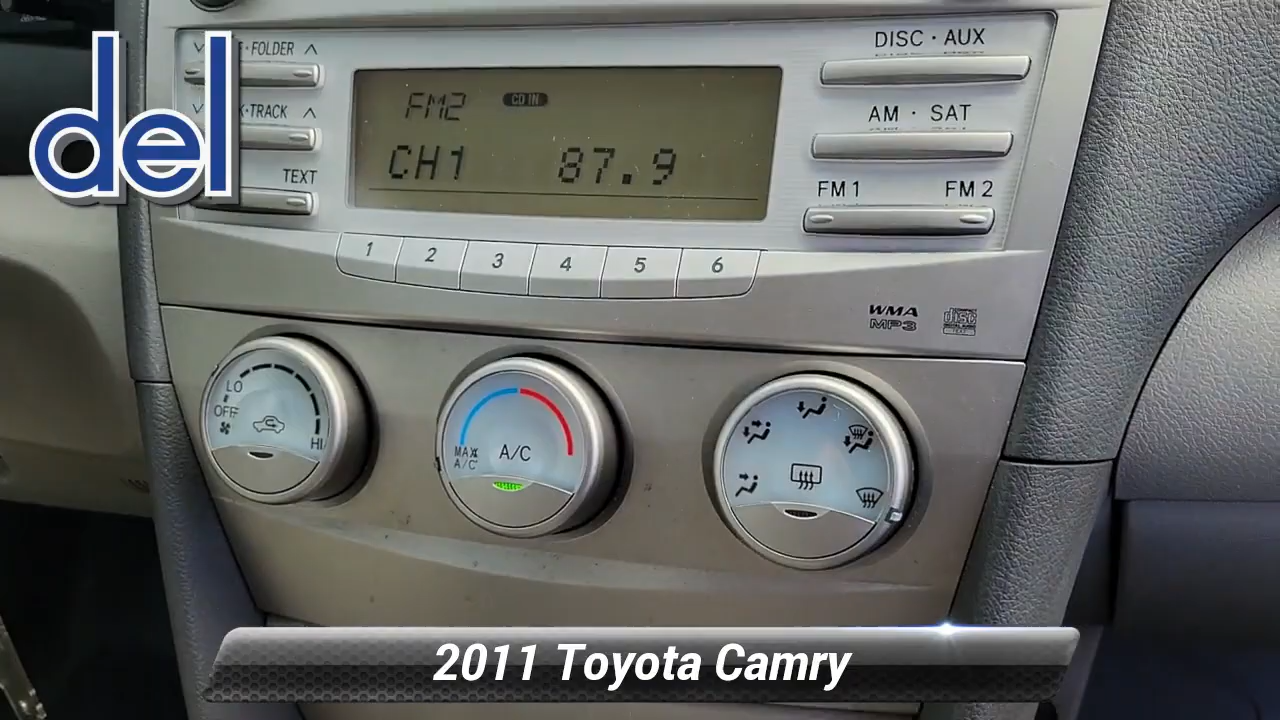 del
FOLDER
DISC · AUX
TRACK
AM · SAT
TEXT
FM1 FM2
FM2 CD IN
CH1 87.9
1 2 3 4 5 6
WMA
MP3
disc
LO
OFF
HI
MAX
A/C
A/C
2011 Toyota Camry